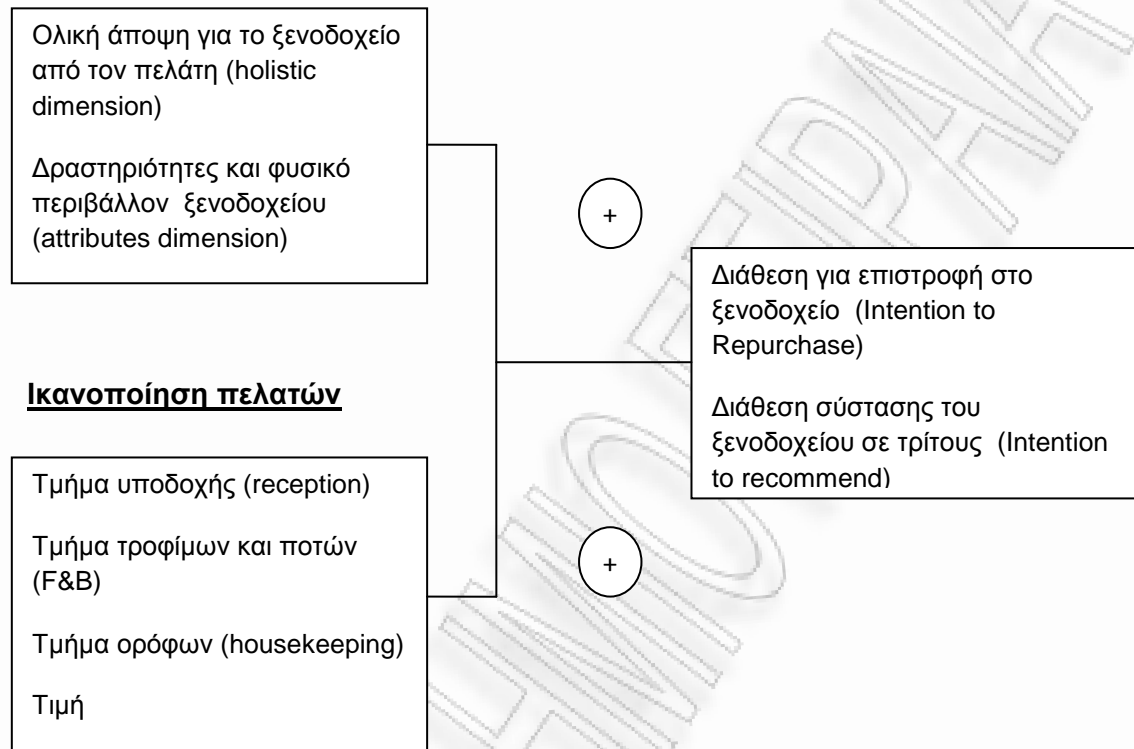 Ολική άποψη για το ξενοδοχείο
από τον πελάτη (holistic
dimension)
Δραστηριότητες και φυσικό
περιβάλλον ξενοδοχείου
(attributes dimension)
+
Διάθεση για επιστροφή στο
ξενοδοχείο (Intention to
Repurchase)
Διάθεση σύστασης του
ξενοδοχείου σε τρίτους (Intention
to recommend)
Ικανοποίηση πελατών
Τμήμα υποδοχής (reception)
Τμήμα τροφίμων και ποτών
(F&B)
Τμήμα ορόφων (housekeeping)
Τιμή
+